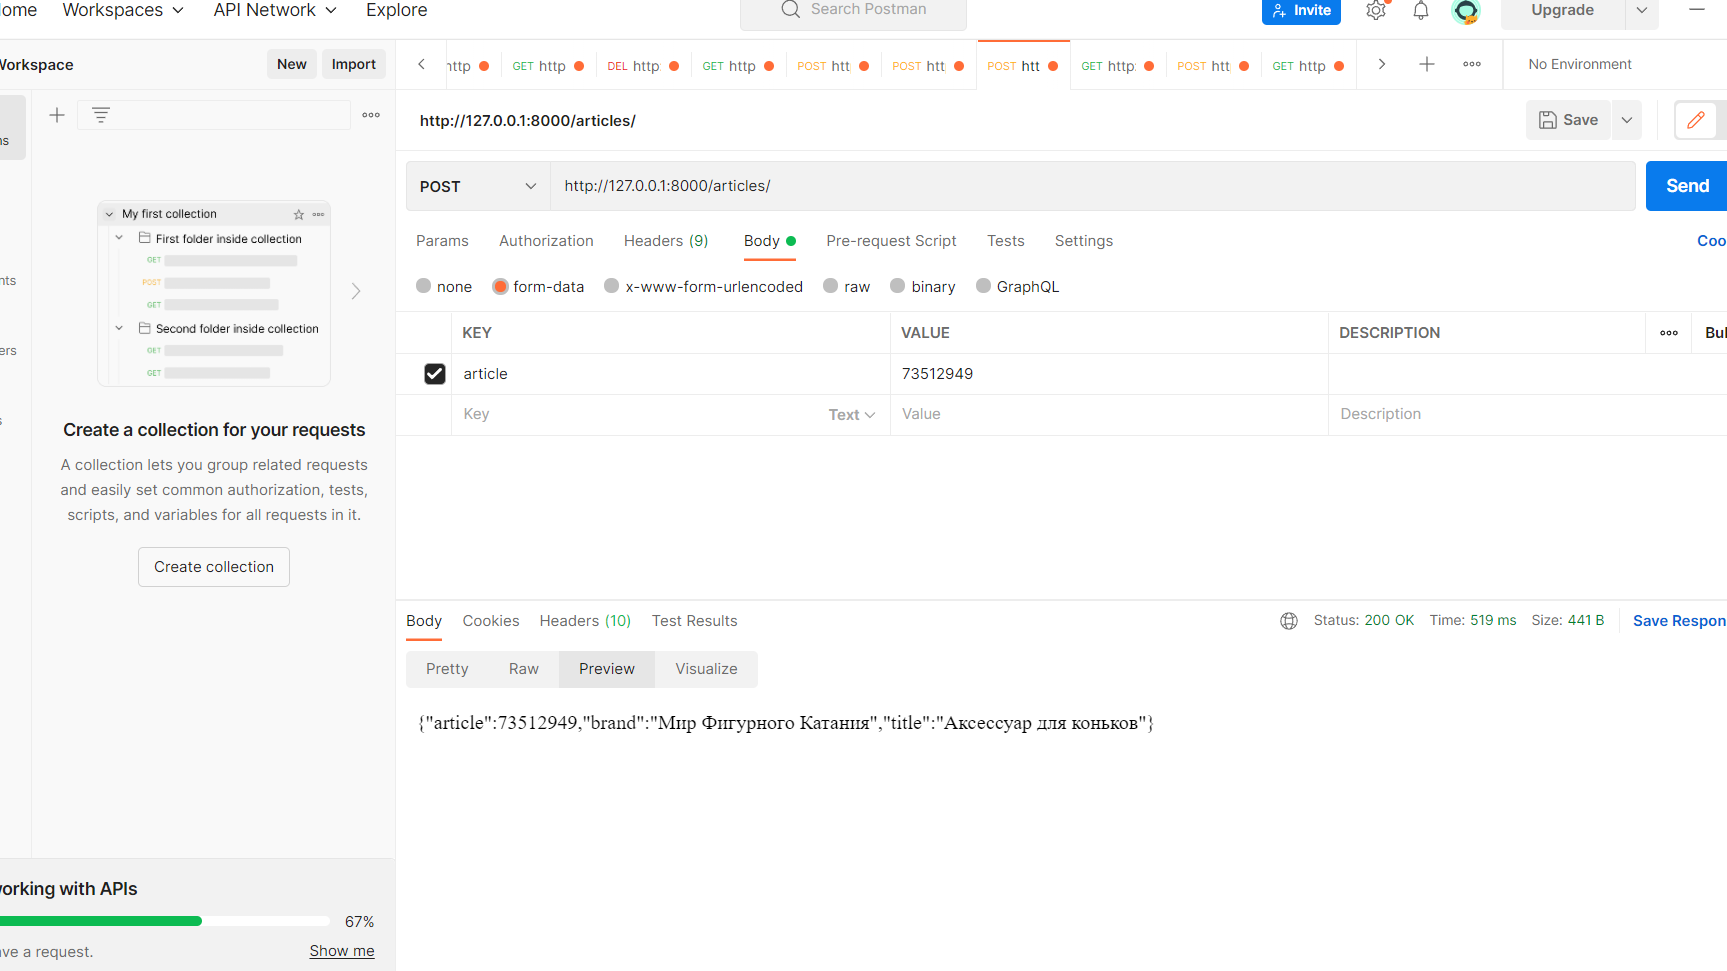 ome Workspaces API Network Explore Search Postman Invite Upgrade
Workspace New Import
http GET http DEL http GET http POST htt POST htt POST htt GET http POST htt GET http No Environment
http://127.0.0.1:8000/articles/ Save
POST http://127.0.0.1:8000/articles/ Send
Params Authorization Headers (9) Body Pre-request Script Tests Settings Coo
none form-data x-www-form-urlencoded raw binary GraphQL
KEY VALUE DESCRIPTION Bul
article 73512949
Key Text Value Description
ns
nts
ers
s
My first collection
First folder inside collection
GET
POST
GET
Second folder inside collection
GET
GET
Create a collection for your requests
A collection lets you group related requests
and easily set common authorization, tests,
scripts, and variables for all requests in it.
Create collection
Body Cookies Headers (10) Test Results Status: 200 OK Time: 519 ms Size: 441 B Save Respon
Pretty Raw Preview Visualize
{"article":73512949,"brand":"Мир Фигурного Катания","title":"Аксессуар для коньков"}
working with APIs
67%
ave a request. Show me